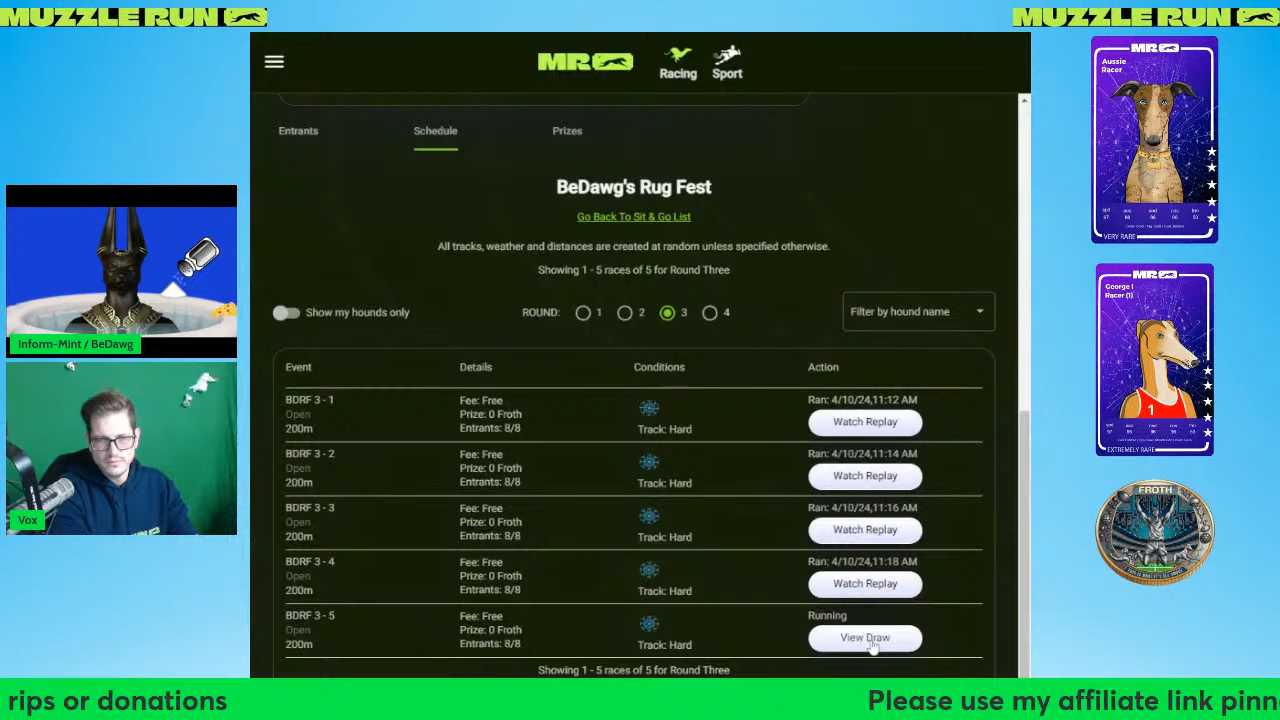 MUZZLE RUN
MUZZLE RUN
MR
Racing
Sport
Entrants
Schedule
Prizes
BeDawg's Rug Fest
Go Back To Sit & Go List
All tracks, weather and distances are created at random unless specified otherwise.
Showing 1 - 5 races of 5 for Round Three
Show my hounds only
ROUND: 1 2 3 4
Filter by hound name
Event Details Conditions Action
BDRF 3 - 1 Fee: Free Ran: 4/10/24,11:12 AM
Open Prize: 0 Froth Watch Replay
200m Entrants: 8/8 Track: Hard
BDRF 3 - 2 Fee: Free Ran: 4/10/24,11:14 AM
Open Prize: 0 Froth Watch Replay
200m Entrants: 8/8 Track: Hard
BDRF 3 - 3 Fee: Free Ran: 4/10/24,11:16 AM
Open Prize: 0 Froth Watch Replay
200m Entrants: 8/8 Track: Hard
BDRF 3 - 4 Fee: Free Ran: 4/10/24,11:18 AM
Open Prize: 0 Froth Watch Replay
200m Entrants: 8/8 Track: Hard
BDRF 3 - 5 Fee: Free Running
Open Prize: 0 Froth View Draw
200m Entrants: 8/8 Track: Hard
Showing 1 - 5 races of 5 for Round Three
Inform-Mint / BeDawg
Vox
MR
Aussie
Racer
VERY RARE
MR
George I
Racer (1)
1
EXTREMELY RARE
FROTH
rips or donations
Please use my affiliate link pinn